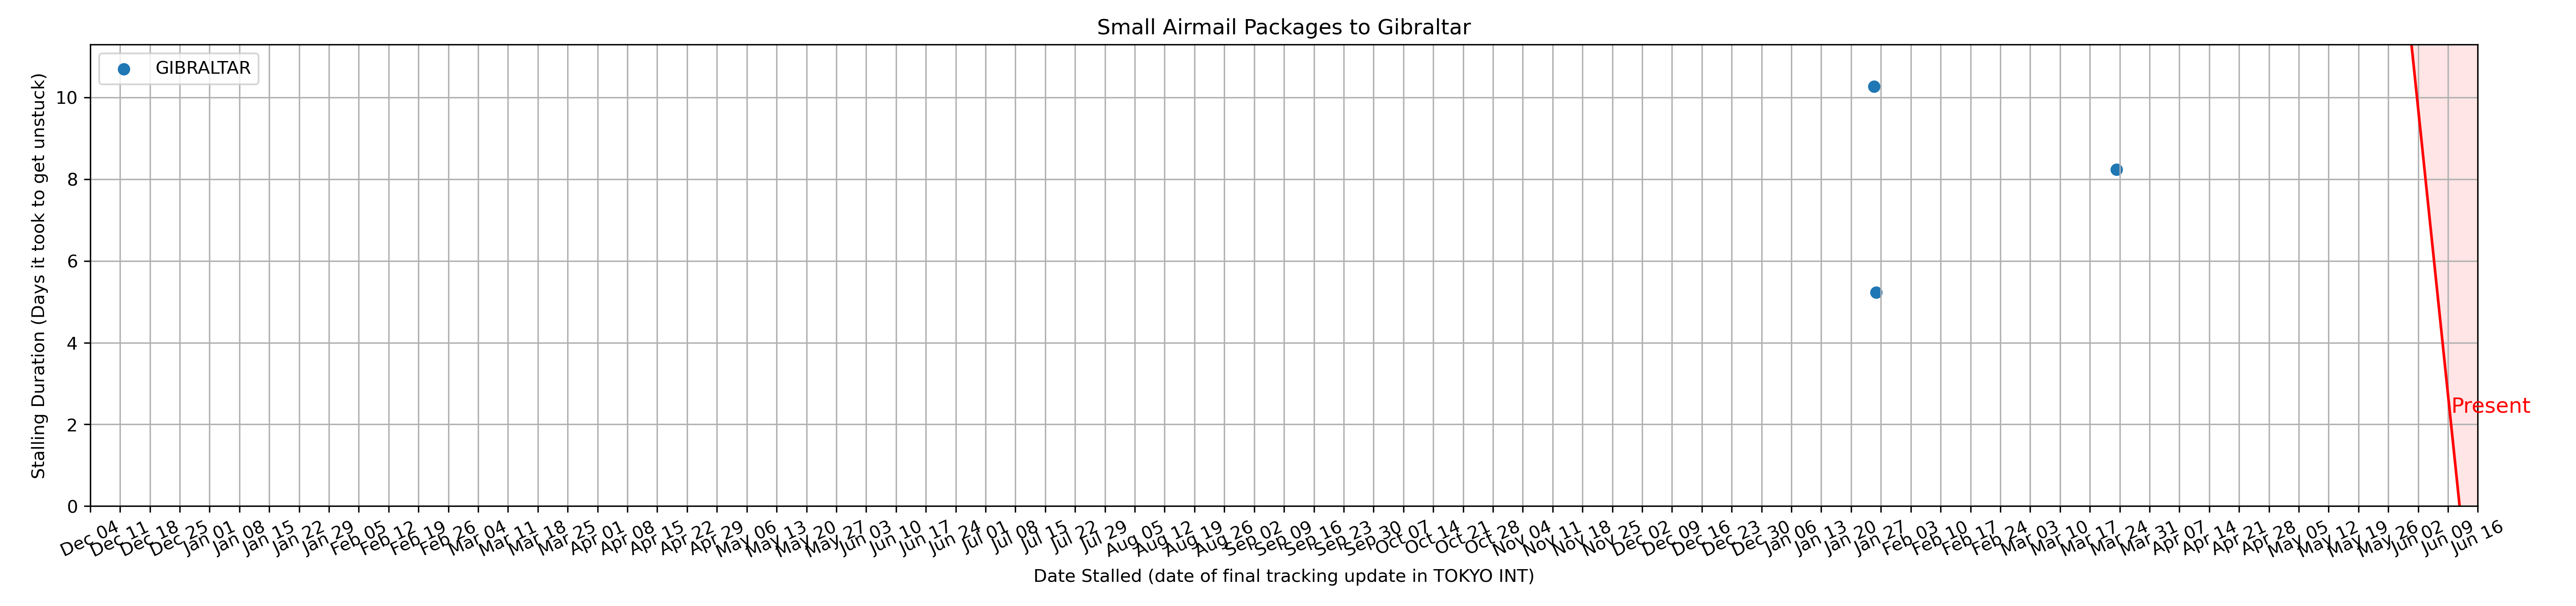 Small Airmail Packages to Gibraltar
GIBRALTAR
Stalling Duration (Days it took to get unstuck)
10
8
6
4
2
0
Present
Dec 04 Dec 11 Dec 18 Dec 25 Jan 01 Jan 08 Jan 15 Jan 22 Jan 29 Feb 05 Feb 12 Feb 19 Feb 26 Mar 04 Mar 11 Mar 18 Mar 25 Apr 01 Apr 08 Apr 15 Apr 22 Apr 29 May 06 May 13 May 20 May 27 Jun 03 Jun 10 Jun 17 Jun 24 Jul 01 Jul 08 Jul 15 Jul 22 Jul 29 Aug 05 Aug 12 Aug 19 Aug 26 Sep 02 Sep 09 Sep 16 Sep 23 Sep 30 Oct 07 Oct 14 Oct 21 Oct 28 Nov 04 Nov 11 Nov 18 Nov 25 Dec 02 Dec 09 Dec 16 Dec 23 Dec 30 Jan 06 Jan 13 Jan 20 Jan 27 Feb 03 Feb 10 Feb 17 Feb 24 Mar 03 Mar 10 Mar 17 Mar 24 Mar 31 Apr 07 Apr 14 Apr 21 Apr 28 May 05 May 12 May 19 May 26 Jun 02 Jun 09 Jun 16
Date Stalled (date of final tracking update in TOKYO INT)